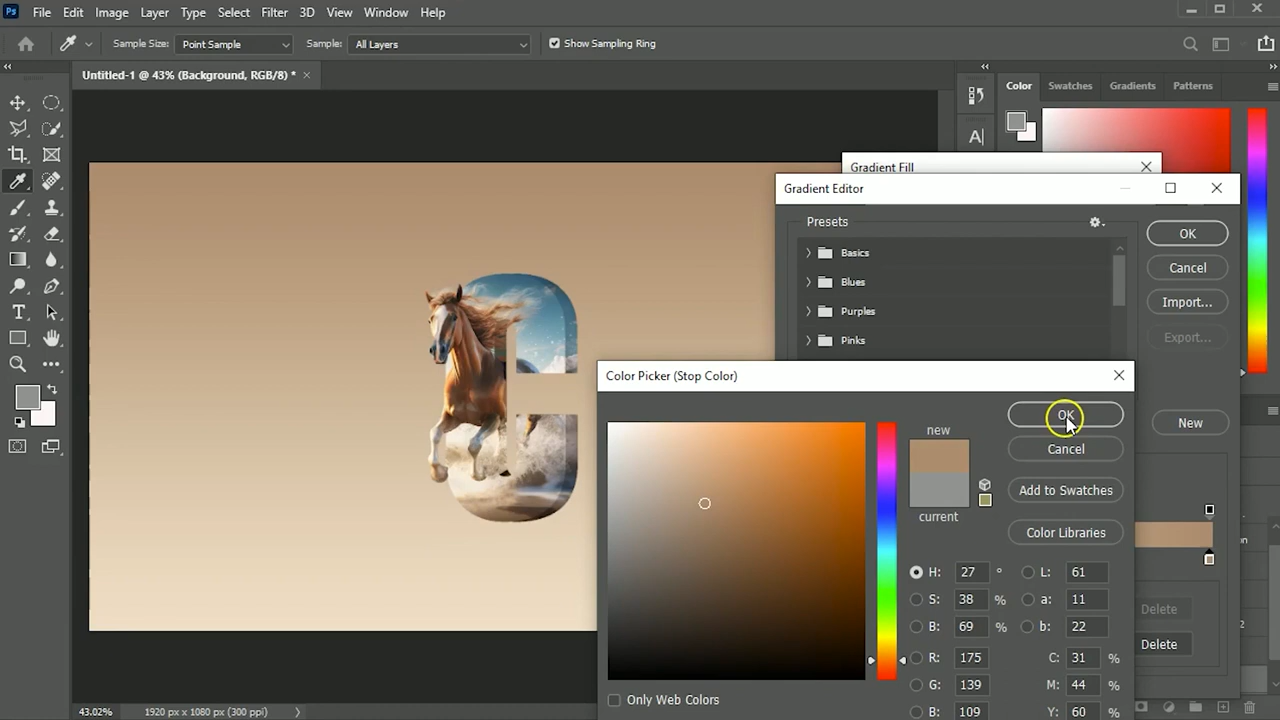 Ps File Edit Image Layer Type Select Filter 3D View Window Help
Sample Size: Point Sample Sample: All Layers Show Sampling Ring
Untitled-1 @ 43% (Background, RGB/8) *
Color Swatches Gradients Patterns
A|
Gradient Fill
Gradient Editor
Presets
OK
Basics
Cancel
Blues
Import...
Purples
Export...
Pinks
Color Picker (Stop Color)
OK
new
New
Cancel
Add to Swatches
current
Color Libraries
H: 27 ° L: 61
S: 38 % a: 11
Delete
B: 69 % b: 22
Delete
R: 175 C: 31 %
G: 139 M: 44 %
Only Web Colors
B: 109 Y: 60 %
43.02% 1920 px x 1080 px (300 ppi)